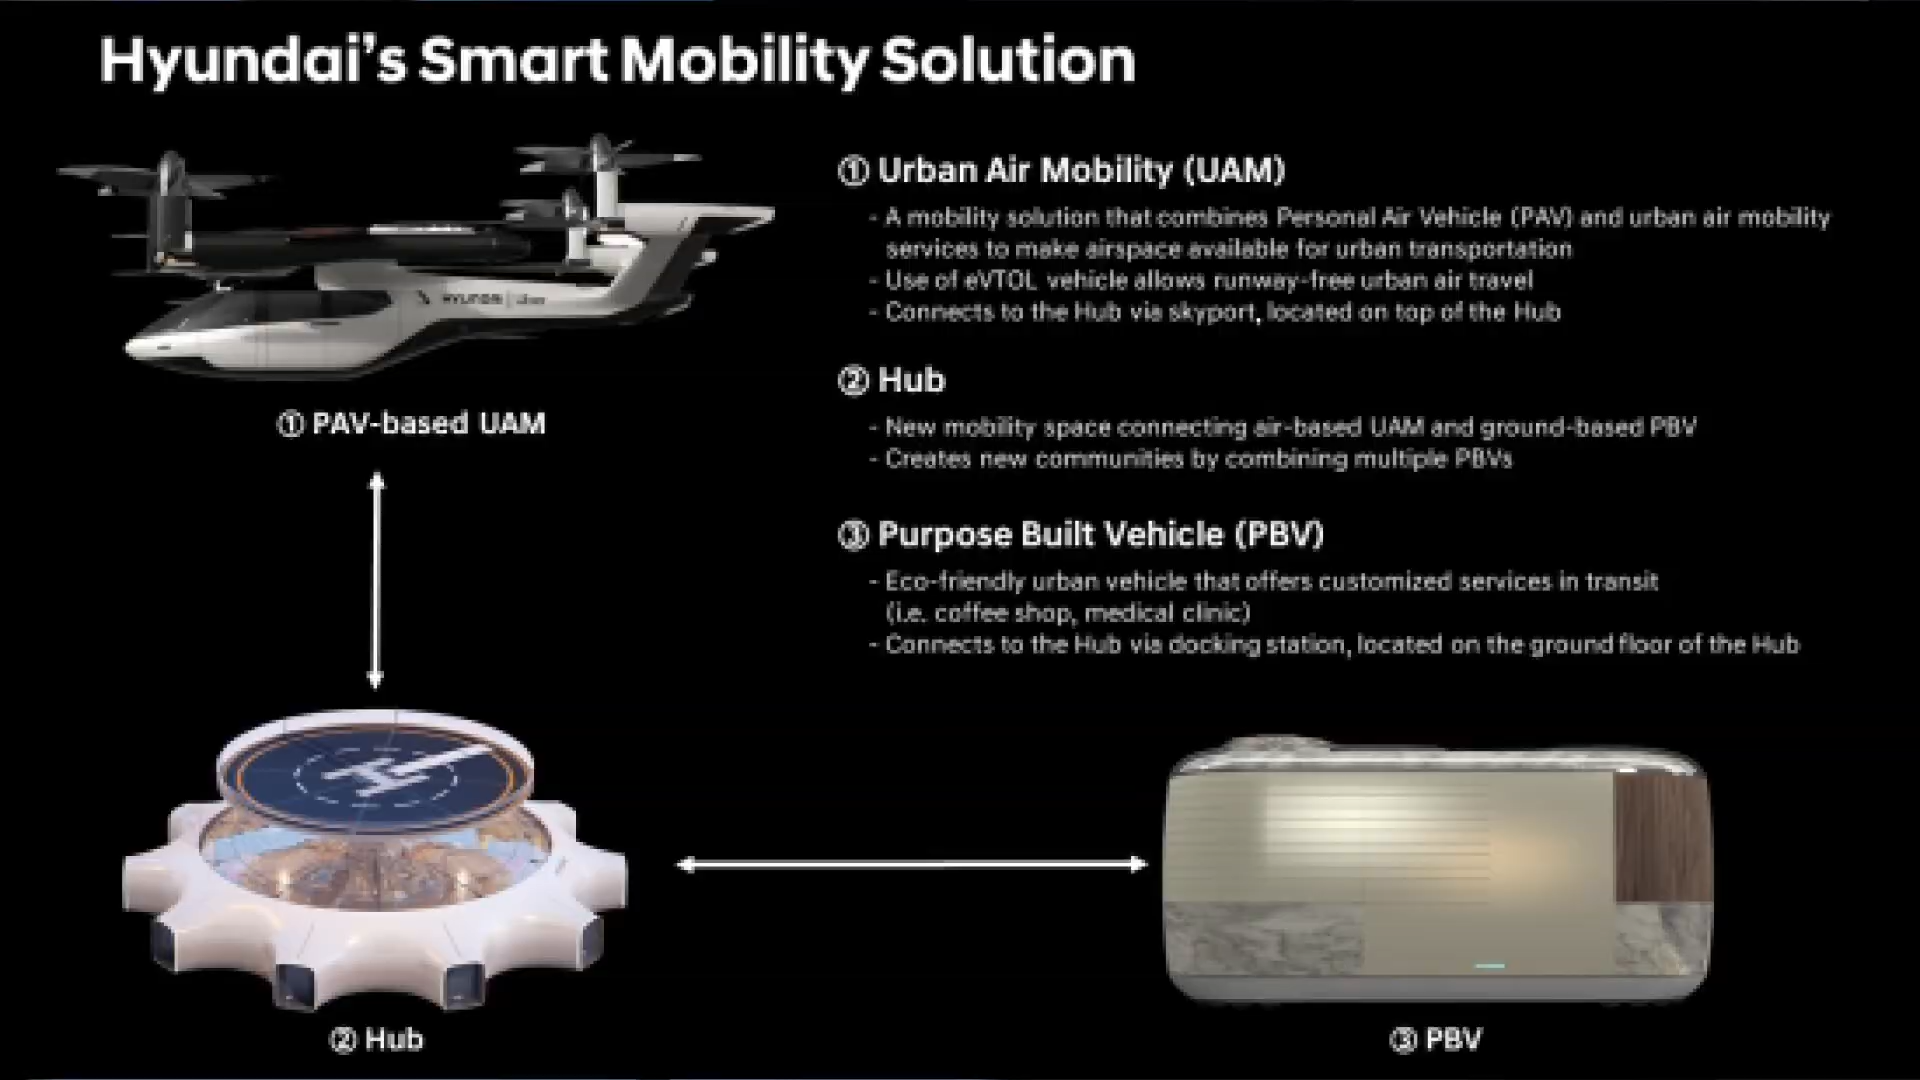 Hyundai's Smart Mobility Solution
① Urban Air Mobility (UAM)
- A mobility solution that combines Personal Air Vehicle (PAV) and urban air mobility
services to make airspace available for urban transportation
- Use of eVTOL vehicle allows runway-free urban air travel
- Connects to the Hub via skyport, located on top of the Hub
HYUNDAI
① PAV-based UAM
② Hub
- New mobility space connecting air-based UAM and ground-based PBV
- Creates new communities by combining multiple PBVs
③ Purpose Built Vehicle (PBV)
- Eco-friendly urban vehicle that offers customized services in transit
(i.e. coffee shop, medical clinic)
- Connects to the Hub via docking station, located on the ground floor of the Hub
H
② Hub
③ PBV